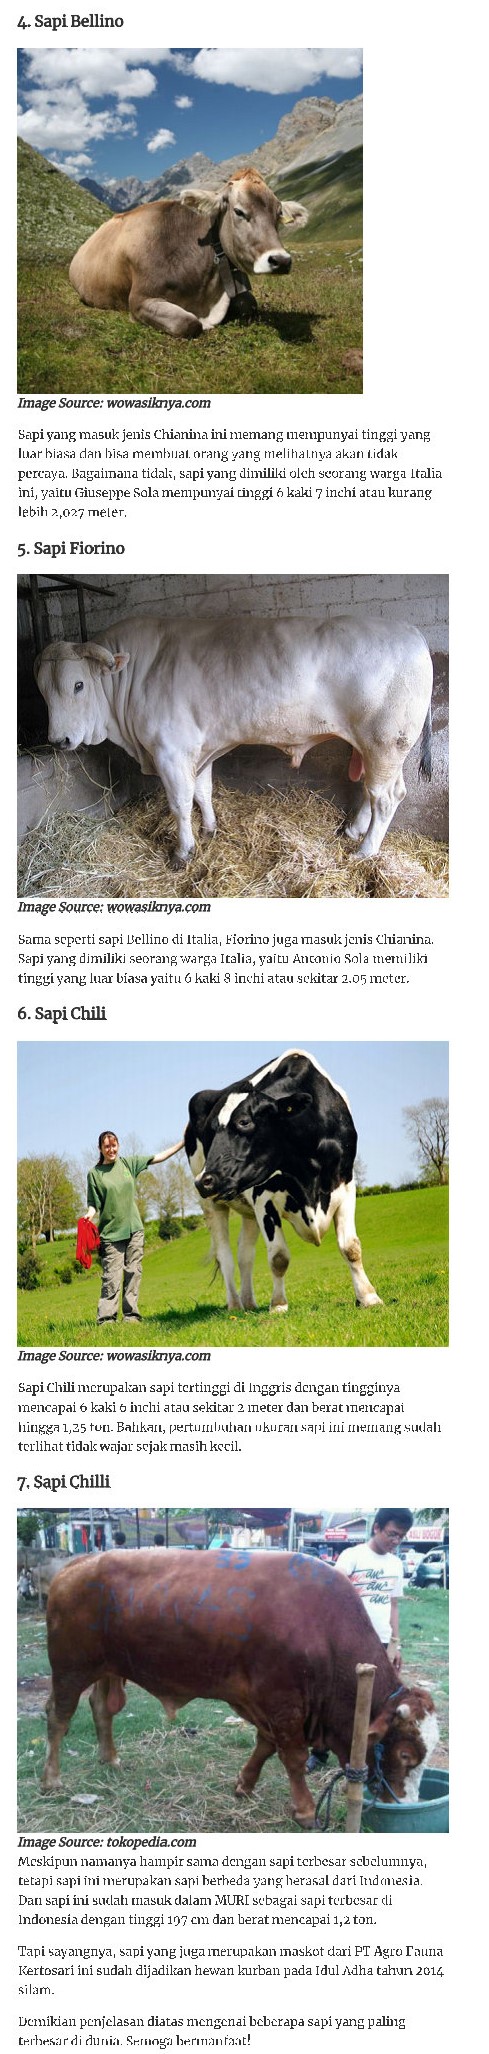 4. Sapi Bellino
Image Source: wowasiknya.com
Sapi yang masuk jenis Chianina ini memang mempunyai tinggi yang
luar biasa dan bisa membuat orang yang melihatnya akan tidak
percaya. Bagaimana tidak, sapi yang dimiliki oleh seorang warga Italia
ini, yaitu Giuseppe Sola mempunyai tinggi 6 kaki 7 inchi atau kurang
lebih 2,027 meter.
5. Sapi Fiorino
Image Source: wowasiknya.com
Sama seperti sapi Bellino di Italia, Fiorino juga masuk jenis Chianina.
Sapi yang dimiliki seorang warga Italia, yaitu Antonio Sola memiliki
tinggi yang luar biasa yaitu 6 kaki 8 inchi atau sekitar 2.05 meter.
6. Sapi Chili
Image Source: wowasiknya.com
Sapi Chili merupakan sapi tertinggi di Inggris dengan tingginya
mencapai 6 kaki 6 inchi atau sekitar 2 meter dan berat mencapai
hingga 1,25 ton. Bahkan, pertumbuhan ukuran sapi ini memang sudah
terlihat tidak wajar sejak masih kecil.
7. Sapi Chilli
ASLI BOGOR
Image Source: tokopedia.com
Meskipun namanya hampir sama dengan sapi terbesar sebelumnya,
tetapi sapi ini merupakan sapi berbeda yang berasal dari Indonesia.
Dan sapi ini sudah masuk dalam MURI sebagai sapi terbesar di
Indonesia dengan tinggi 197 cm dan berat mencapai 1,2 ton.
Tapi sayangnya, sapi yang juga merupakan maskot dari PT Agro Fauna
Kertosari ini sudah dijadikan hewan kurban pada Idul Adha tahun 2014
silam.
Demikian penjelasan diatas mengenai beberapa sapi yang paling
terbesar di dunia. Semoga bermanfaat!